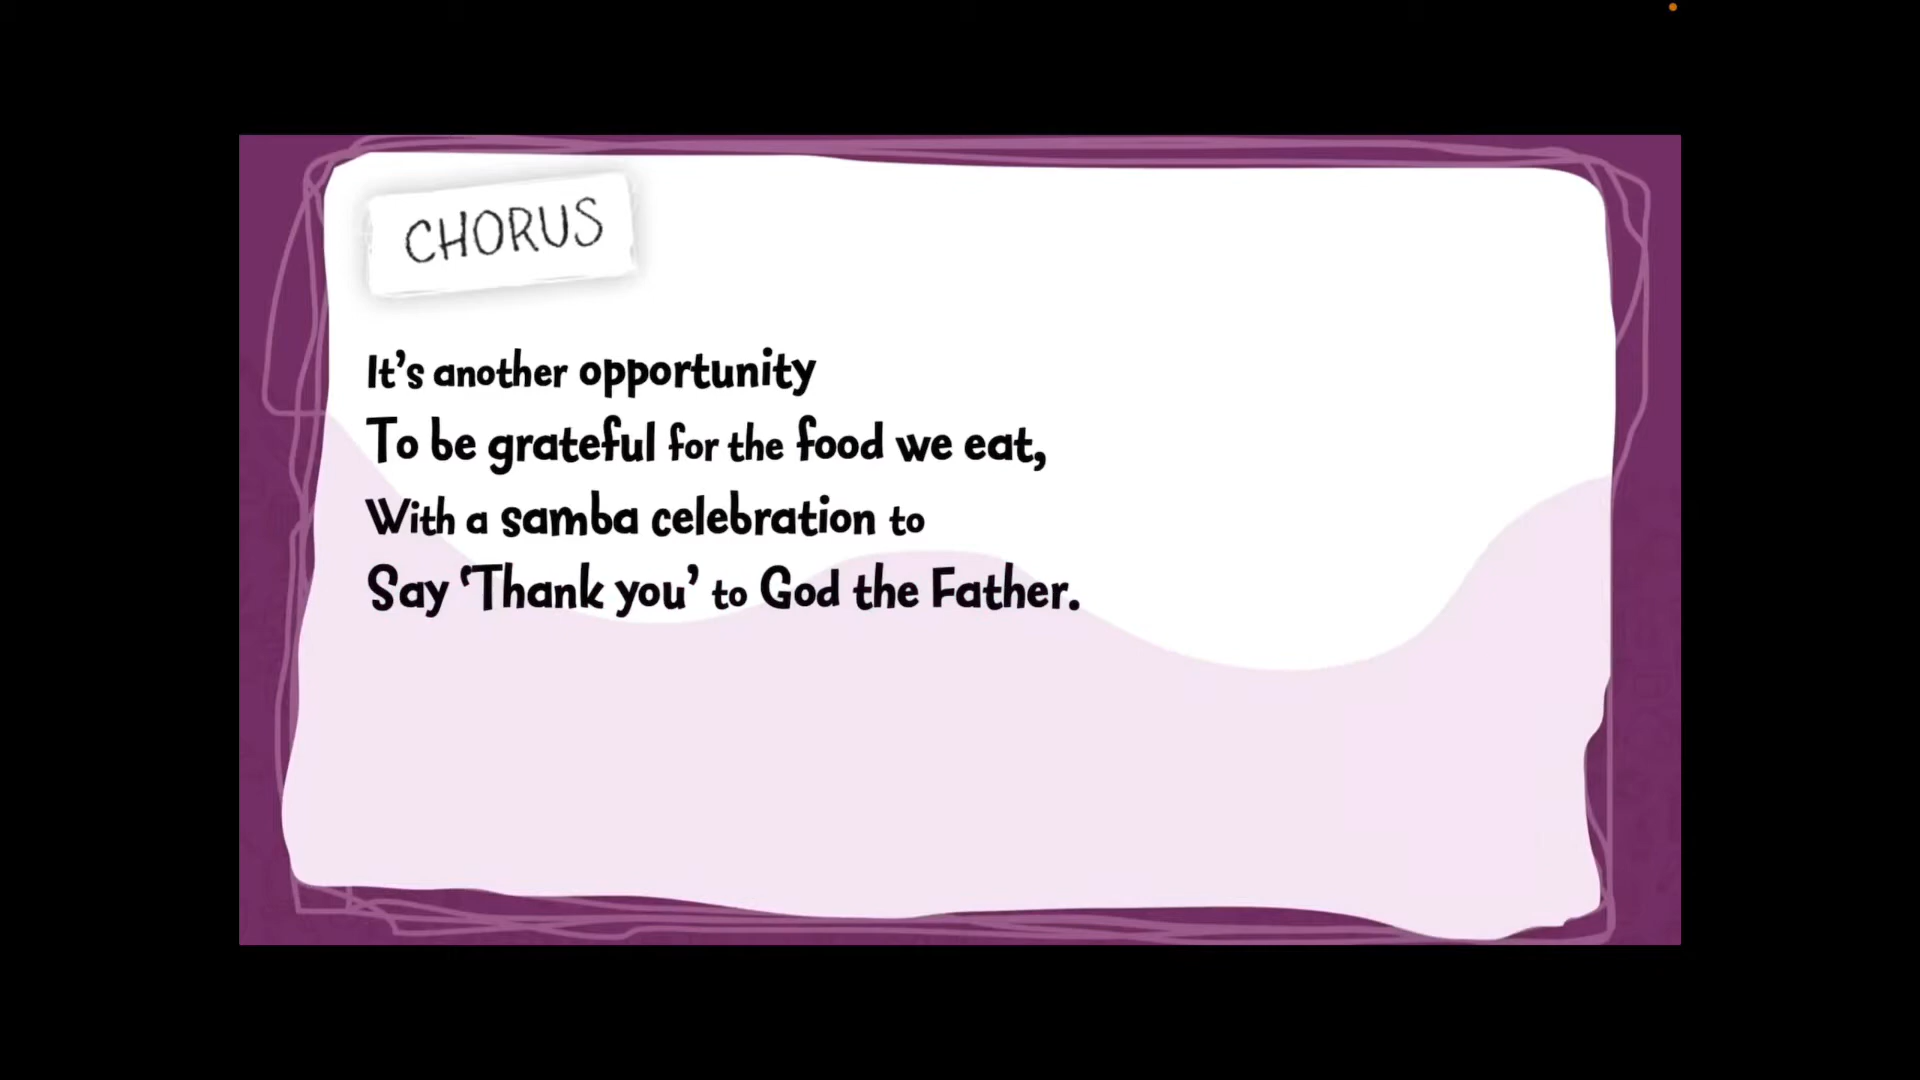 CHORUS
It's another opportunity
To be grateful for the food we eat,
With a samba celebration to
Say ‘Thank you’ to God the Father.